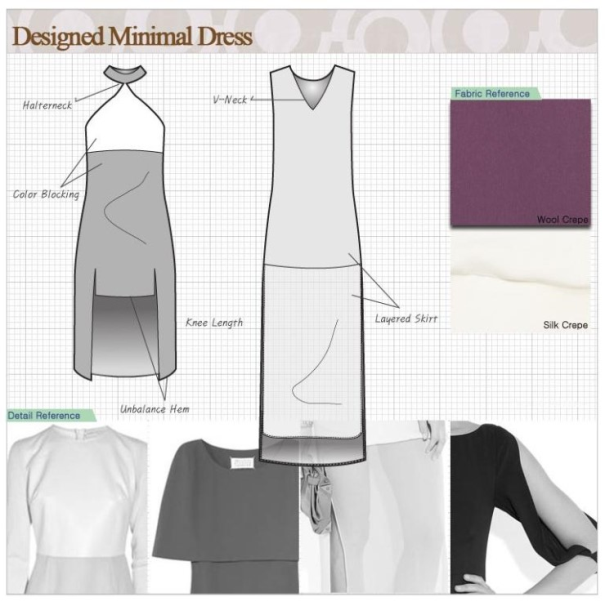 Designed Minimal Dress
Halterneck
V-Neck
Fabric Reference
Color Blocking
Wool Crepe
Knee Length
Layered Skirt
Silk Crepe
Unbalance Hem
Detail Reference